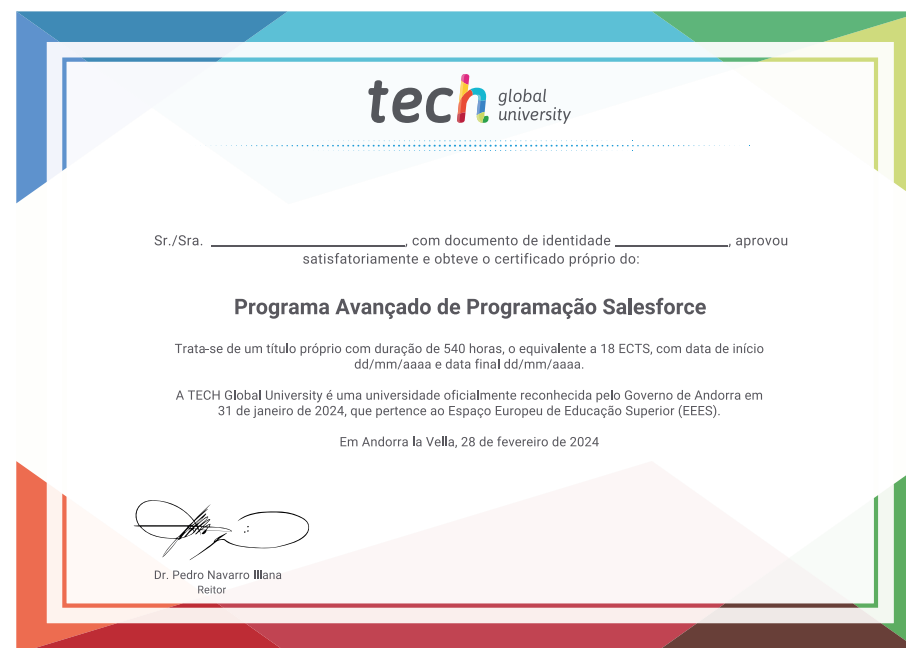 tech global
university
Sr./Sra. ____________________, com documento de identidade ____________, aprovou
satisfatoriamente e obteve o certificado próprio do:
Programa Avançado de Programação Salesforce
Trata-se de um título próprio com duração de 540 horas, o equivalente a 18 ECTS, com data de início
dd/mm/aaaa e data final dd/mm/aaaa.
A TECH Global University é uma universidade oficialmente reconhecida pelo Governo de Andorra em
31 de janeiro de 2024, que pertence ao Espaço Europeu de Educação Superior (EEES).
Em Andorra la Vella, 28 de fevereiro de 2024
Dr. Pedro Navarro Illana
Reitor